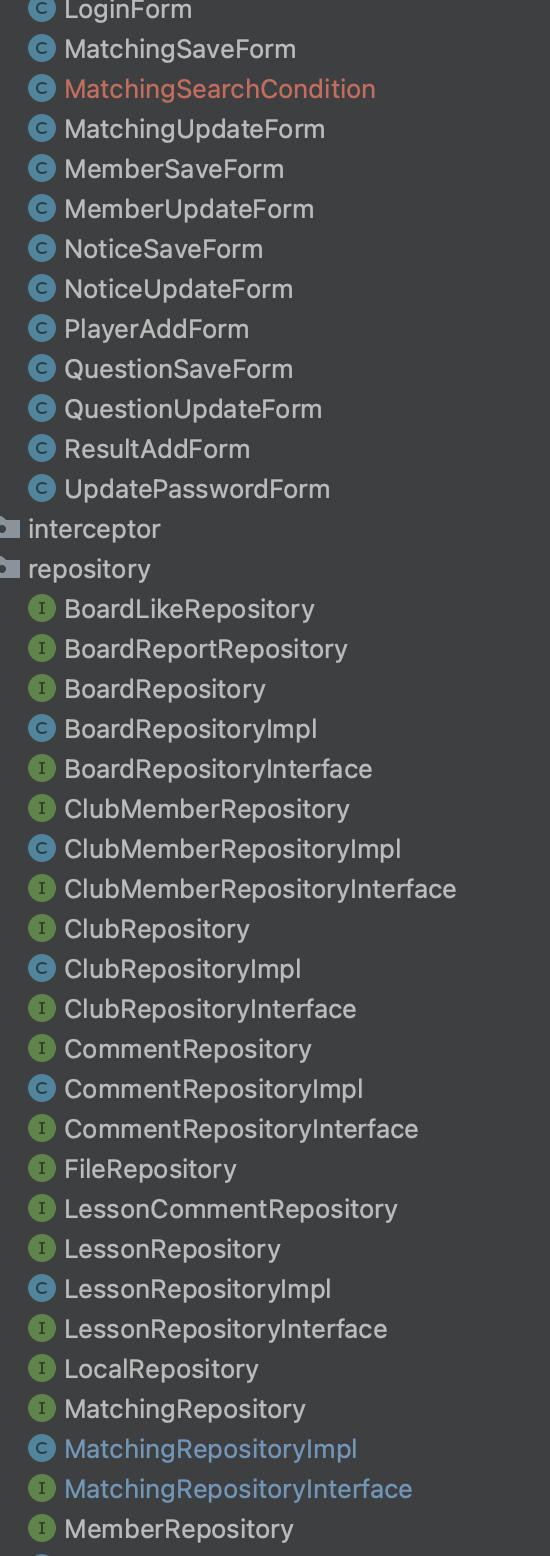 LoginForm
MatchingSaveForm
MatchingSearchCondition
MatchingUpdateForm
MemberSaveForm
MemberUpdateForm
NoticeSaveForm
NoticeUpdateForm
PlayerAddForm
QuestionSaveForm
QuestionUpdateForm
ResultAddForm
UpdatePasswordForm
interceptor
repository
BoardLikeRepository
BoardReportRepository
BoardRepository
BoardRepositoryImpl
BoardRepositoryInterface
ClubMemberRepository
ClubMemberRepositoryImpl
ClubMemberRepositoryInterface
ClubRepository
ClubRepositoryImpl
ClubRepositoryInterface
CommentRepository
CommentRepositoryImpl
CommentRepositoryInterface
FileRepository
LessonCommentRepository
LessonRepository
LessonRepositoryImpl
LessonRepositoryInterface
LocalRepository
MatchingRepository
MatchingRepositoryImpl
MatchingRepositoryInterface
MemberRepository